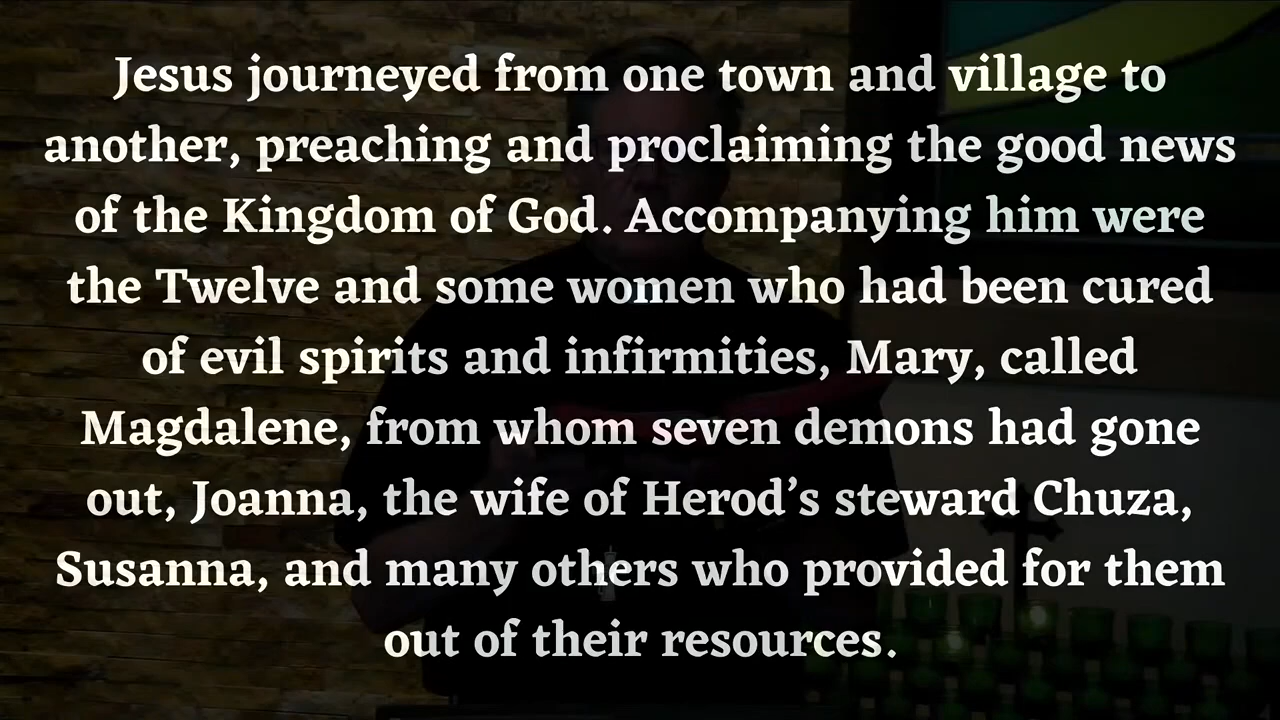 Jesus journeyed from one town and village to
another, preaching and proclaiming the good news
of the Kingdom of God. Accompanying him were
the Twelve and some women who had been cured
of evil spirits and infirmities, Mary, called
Magdalene, from whom seven demons had gone
out, Joanna, the wife of Herod’s steward Chuza,
Susanna, and many others who provided for them
out of their resources.